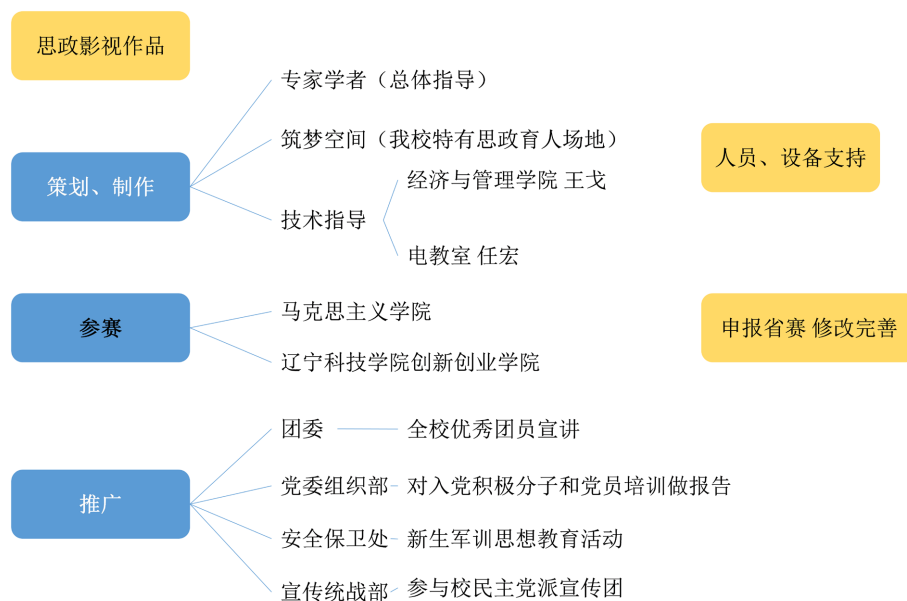 思政影视作品
专家学者（总体指导）
筑梦空间（我校特有思政育人场地）
人员、设备支持
策划、制作
经济与管理学院 王戈
技术指导
电教室 任宏
马克思主义学院
参赛
申报省赛 修改完善
辽宁科技学院创新创业学院
团委
全校优秀团员宣讲
党委组织部
对入党积极分子和党员培训做报告
推广
安全保卫处
新生军训思想教育活动
宣传统战部
参与校民主党派宣传团